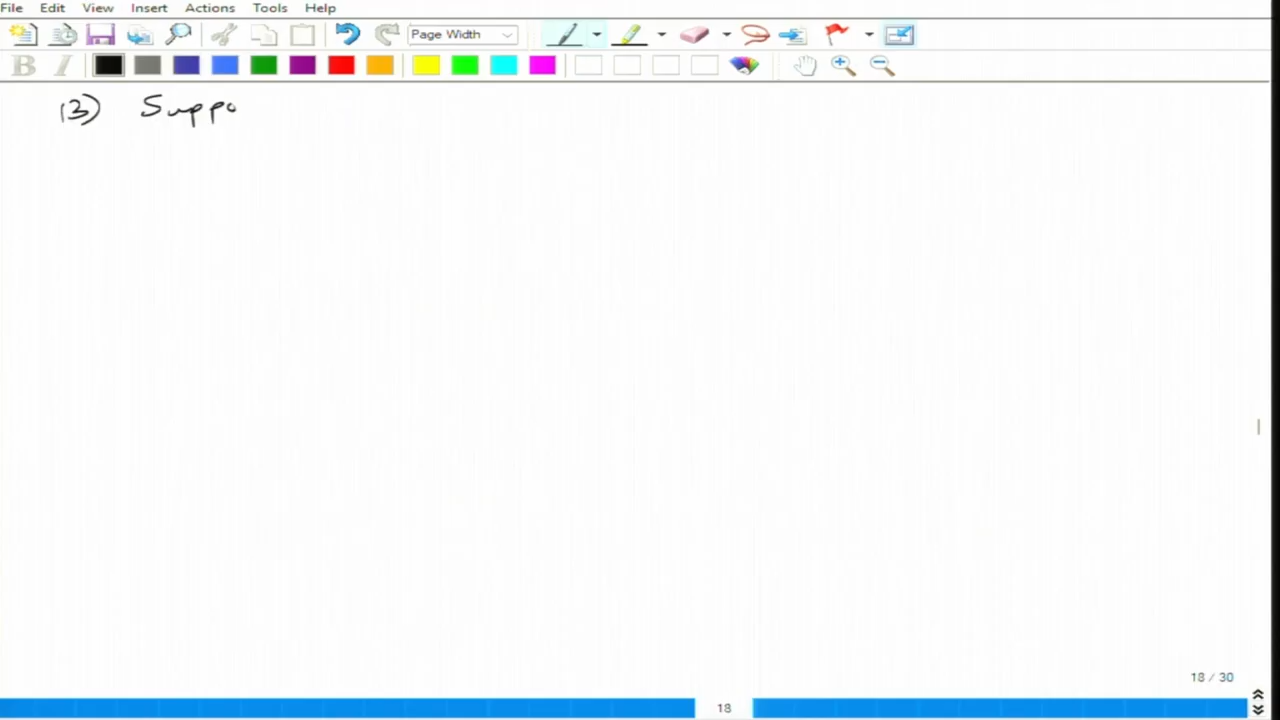 File Edit View Insert Actions Tools Help
Page Width
B I
(3) Suppo
18 / 30
18